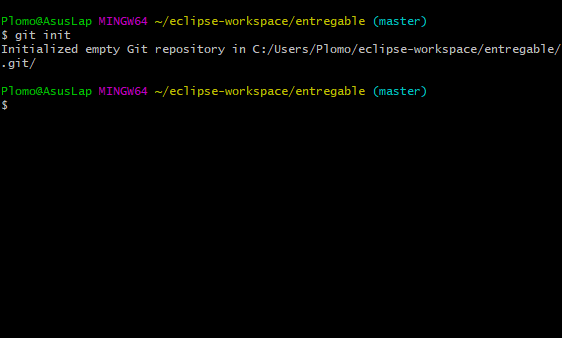 Plomo@AsusLap MINGW64 ~/eclipse-workspace/entregable (master)
$ git init
Initialized empty Git repository in C:/Users/Plomo/eclipse-workspace/entregable/
.git/
Plomo@AsusLap MINGW64 ~/eclipse-workspace/entregable (master)
$